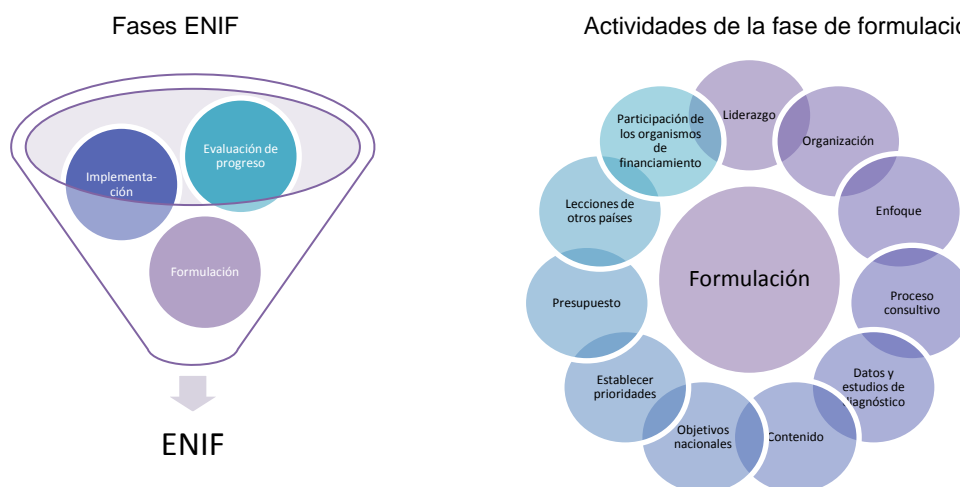 Fases ENIF
Implementa-
ción
Evaluación de
progreso
Formulación
ENIF
Actividades de la fase de formulació
Liderazgo
Organización
Enfoque
Proceso
consultivo
Datos y
estudios de
diagnóstico
Contenido
Objetivos
nacionales
Establecer
prioridades
Presupuesto
Lecciones de
otros países
Participación de
los organismos
de
financiamiento
Formulación